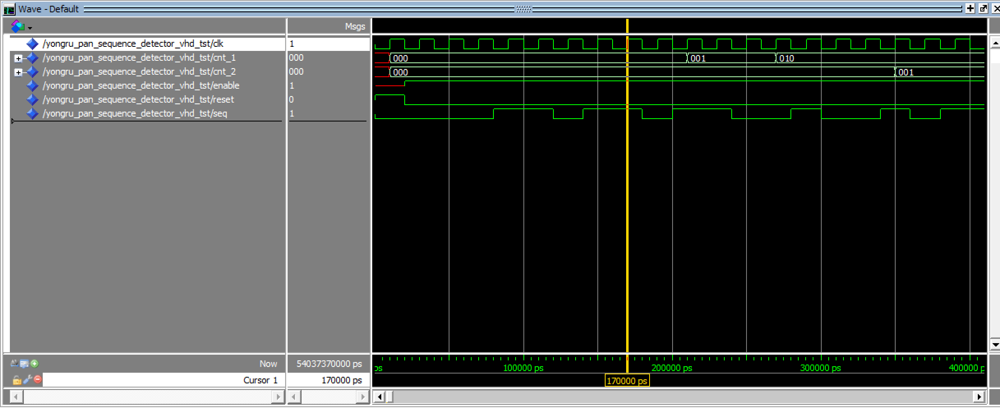 Wave - Default
Msgs
/yongru_pan_sequence_detector_vhd_tst/clk 1
/yongru_pan_sequence_detector_vhd_tst/cnt_1 000 000 001 010
/yongru_pan_sequence_detector_vhd_tst/cnt_2 000 000 001
/yongru_pan_sequence_detector_vhd_tst/enable 1
/yongru_pan_sequence_detector_vhd_tst/reset 0
/yongru_pan_sequence_detector_vhd_tst/seq 1
Now 54037370000 ps ps 100000 ps 200000 ps 300000 ps 400000 p
Cursor 1 170000 ps 170000 ps